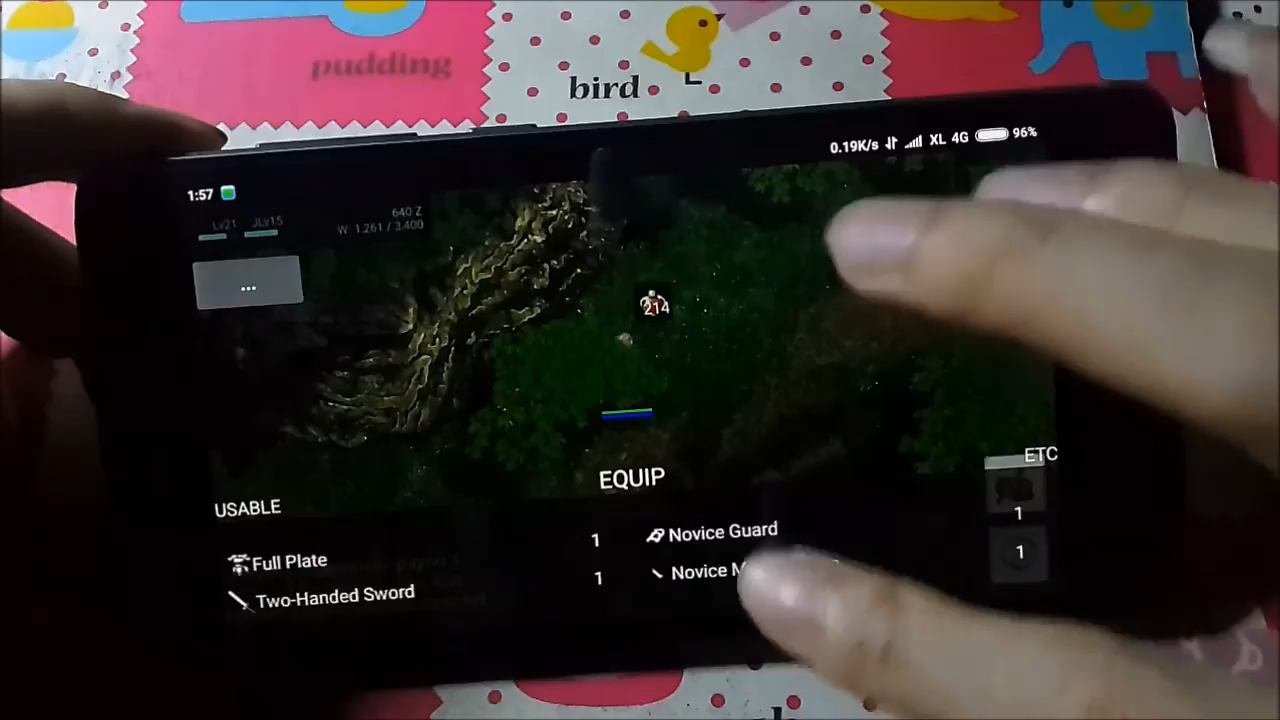 pudding
bird
0.19K/s XL 4G 96%
1:57
Lv21 JLv15
640 Z
W: 1.261 / 3.400
...
214
ETC
EQUIP
USABLE
1
1 Novice Guard
Full Plate
1
1 Novice
Two-Handed Sword